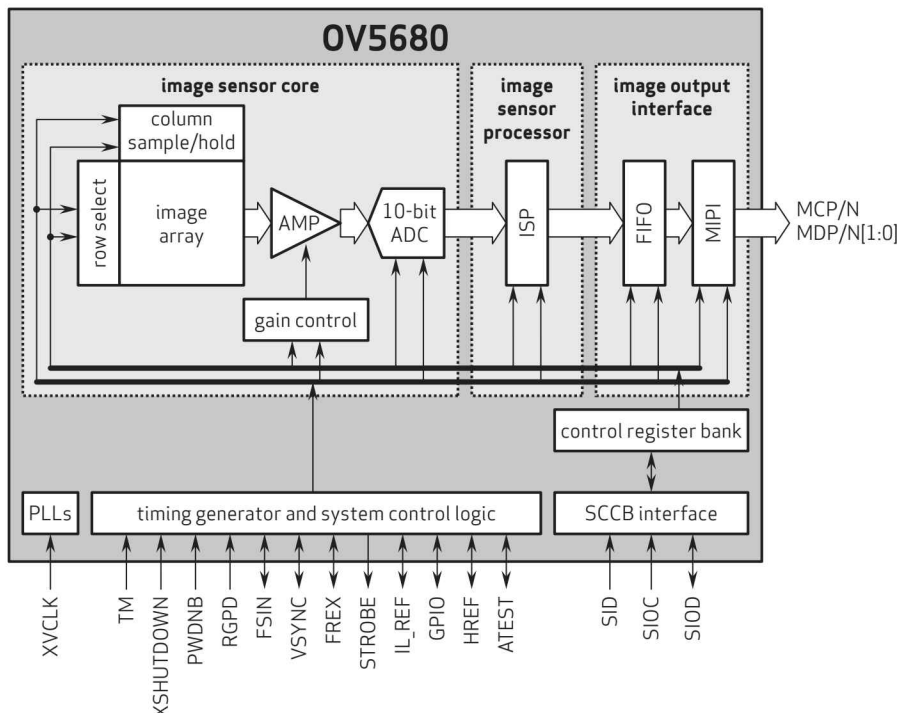 OV5680
image sensor core
image
sensor
processor
image output
interface
column
sample/hold
row select
image
array
AMP
10-bit
ADC
ISP
FIFO
MIPI
MCP/N
MDP/N[1:0]
gain control
control register bank
PLLs
timing generator and system control logic
SCCB interface
XVCLK
TM
XSHUTDOWN
PWDNB
RGPD
FSIN
VSYNC
FREX
STROBE
IL_REF
GPIO
HREF
ATEST
SID
SIOC
SIOD